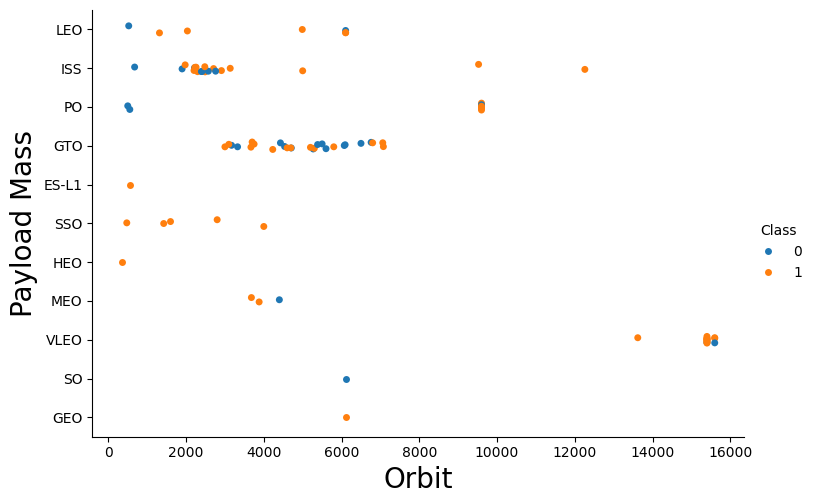 LEO
ISS
PO
GTO
ES-L1
SSO
HEO
MEO
VLEO
SO
GEO
Payload Mass
0 2000 4000 6000 8000 10000 12000 14000 16000
Orbit
Class
0
1